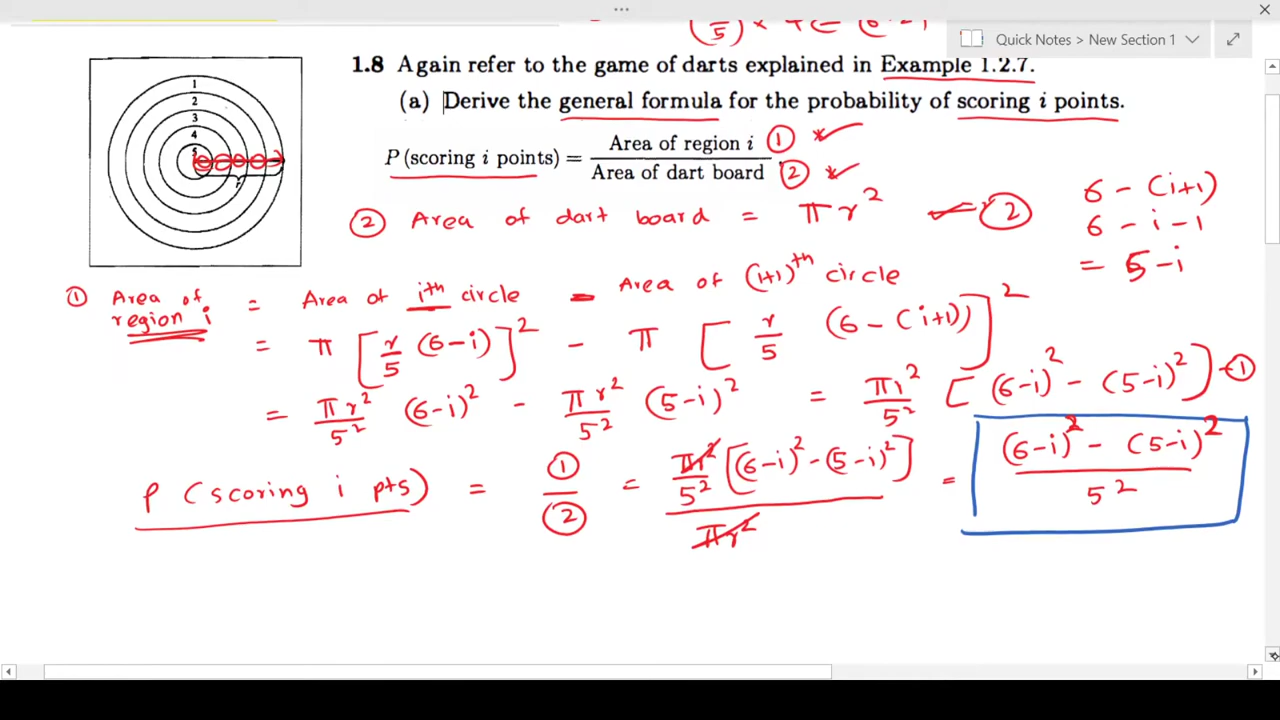 Quick Notes > New Section 1
1.8 Again refer to the game of darts explained in Example 1.2.7.
(a) Derive the general formula for the probability of scoring i points.
1
2
3
4
5
r
P (scoring i points) = Area of region i / Area of dart board ① ②
② Area of dart board = πr² ②
6 - (i+1)
6 - i - 1
= 5 - i
① Area of region i = Area of ith circle - Area of (i+1)th circle
= π [r/5 (6-i)]² - π [r/5 (6-(i+1))]²
= πr²/5² (6-i)² - πr²/5² (5-i)² = πr²/5² [(6-i)² - (5-i)²] - ①
P (scoring i pts) = ①/② = πr²/5² [(6-i)² - (5-i)²] / πr² = (6-i)² - (5-i)² / 5²